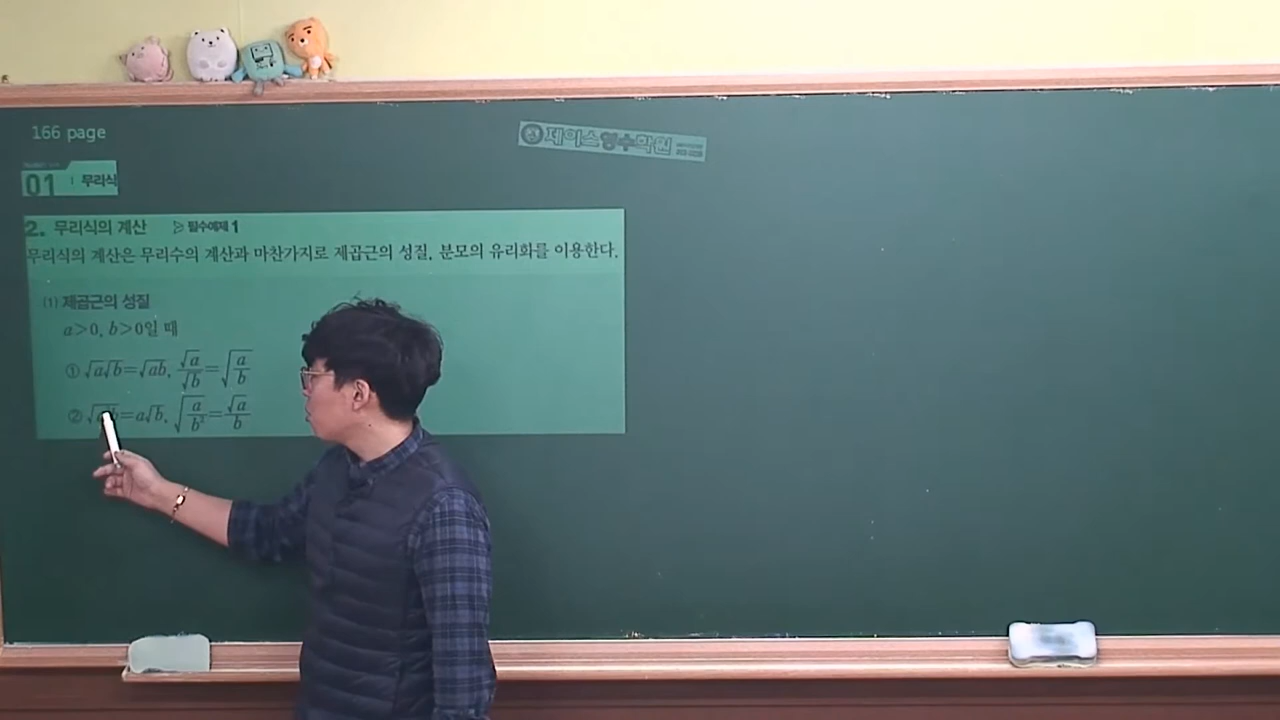 166 page
제이스영수학원
01 무리식
2. 무리식의 계산 ▷ 필수예제 1
무리식의 계산은 무리수의 계산과 마찬가지로 제곱근의 성질, 분모의 유리화를 이용한다.
(1) 제곱근의 성질
a>0, b>0일 때
① √a√b=√ab, √a/√b=√(a/b)
② =a√b, √(a/b²)=√a/b